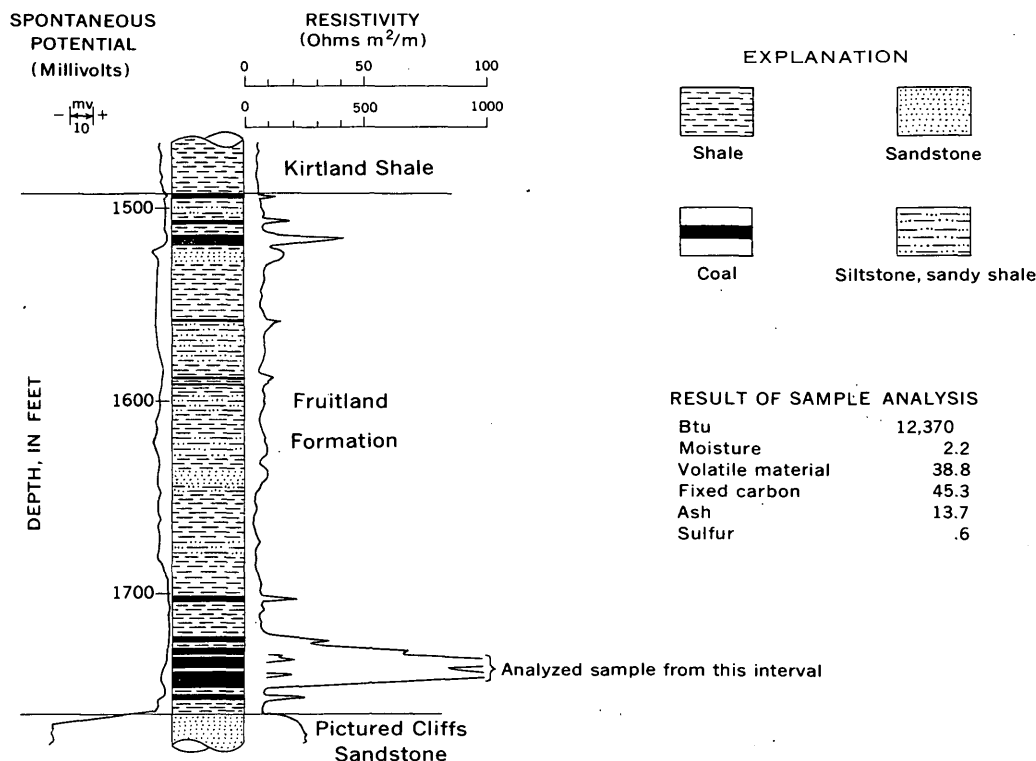 SPONTANEOUS
POTENTIAL
(Millivolts)
- mv +
10
RESISTIVITY
(Ohms m²/m)
0 50 100
0 500 1000
Kirtland Shale
1500
1600
1700
DEPTH, IN FEET
Fruitland
Formation
Analyzed sample from this interval
Pictured Cliffs
Sandstone
EXPLANATION
Shale
Sandstone
Coal
Siltstone, sandy shale
RESULT OF SAMPLE ANALYSIS
Btu 12,370
Moisture 2.2
Volatile material 38.8
Fixed carbon 45.3
Ash 13.7
Sulfur .6